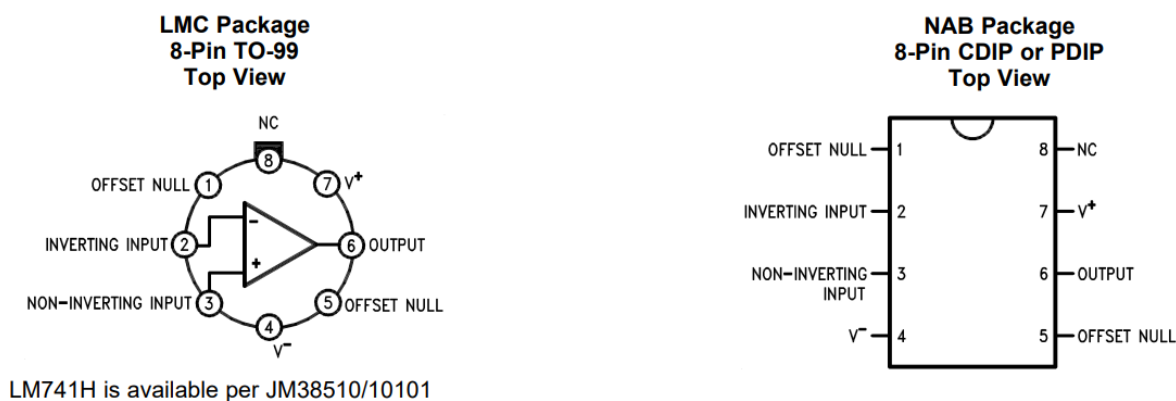 LMC Package
8-Pin TO-99
Top View
NC
8
OFFSET NULL 1
7 V+
INVERTING INPUT 2
-
6 OUTPUT
+
NON-INVERTING INPUT 3
5 OFFSET NULL
4
V-
LM741H is available per JM38510/10101
NAB Package
8-Pin CDIP or PDIP
Top View
OFFSET NULL 1
8 NC
INVERTING INPUT 2
7 V+
NON-INVERTING
INPUT
3
6 OUTPUT
V- 4
5 OFFSET NULL